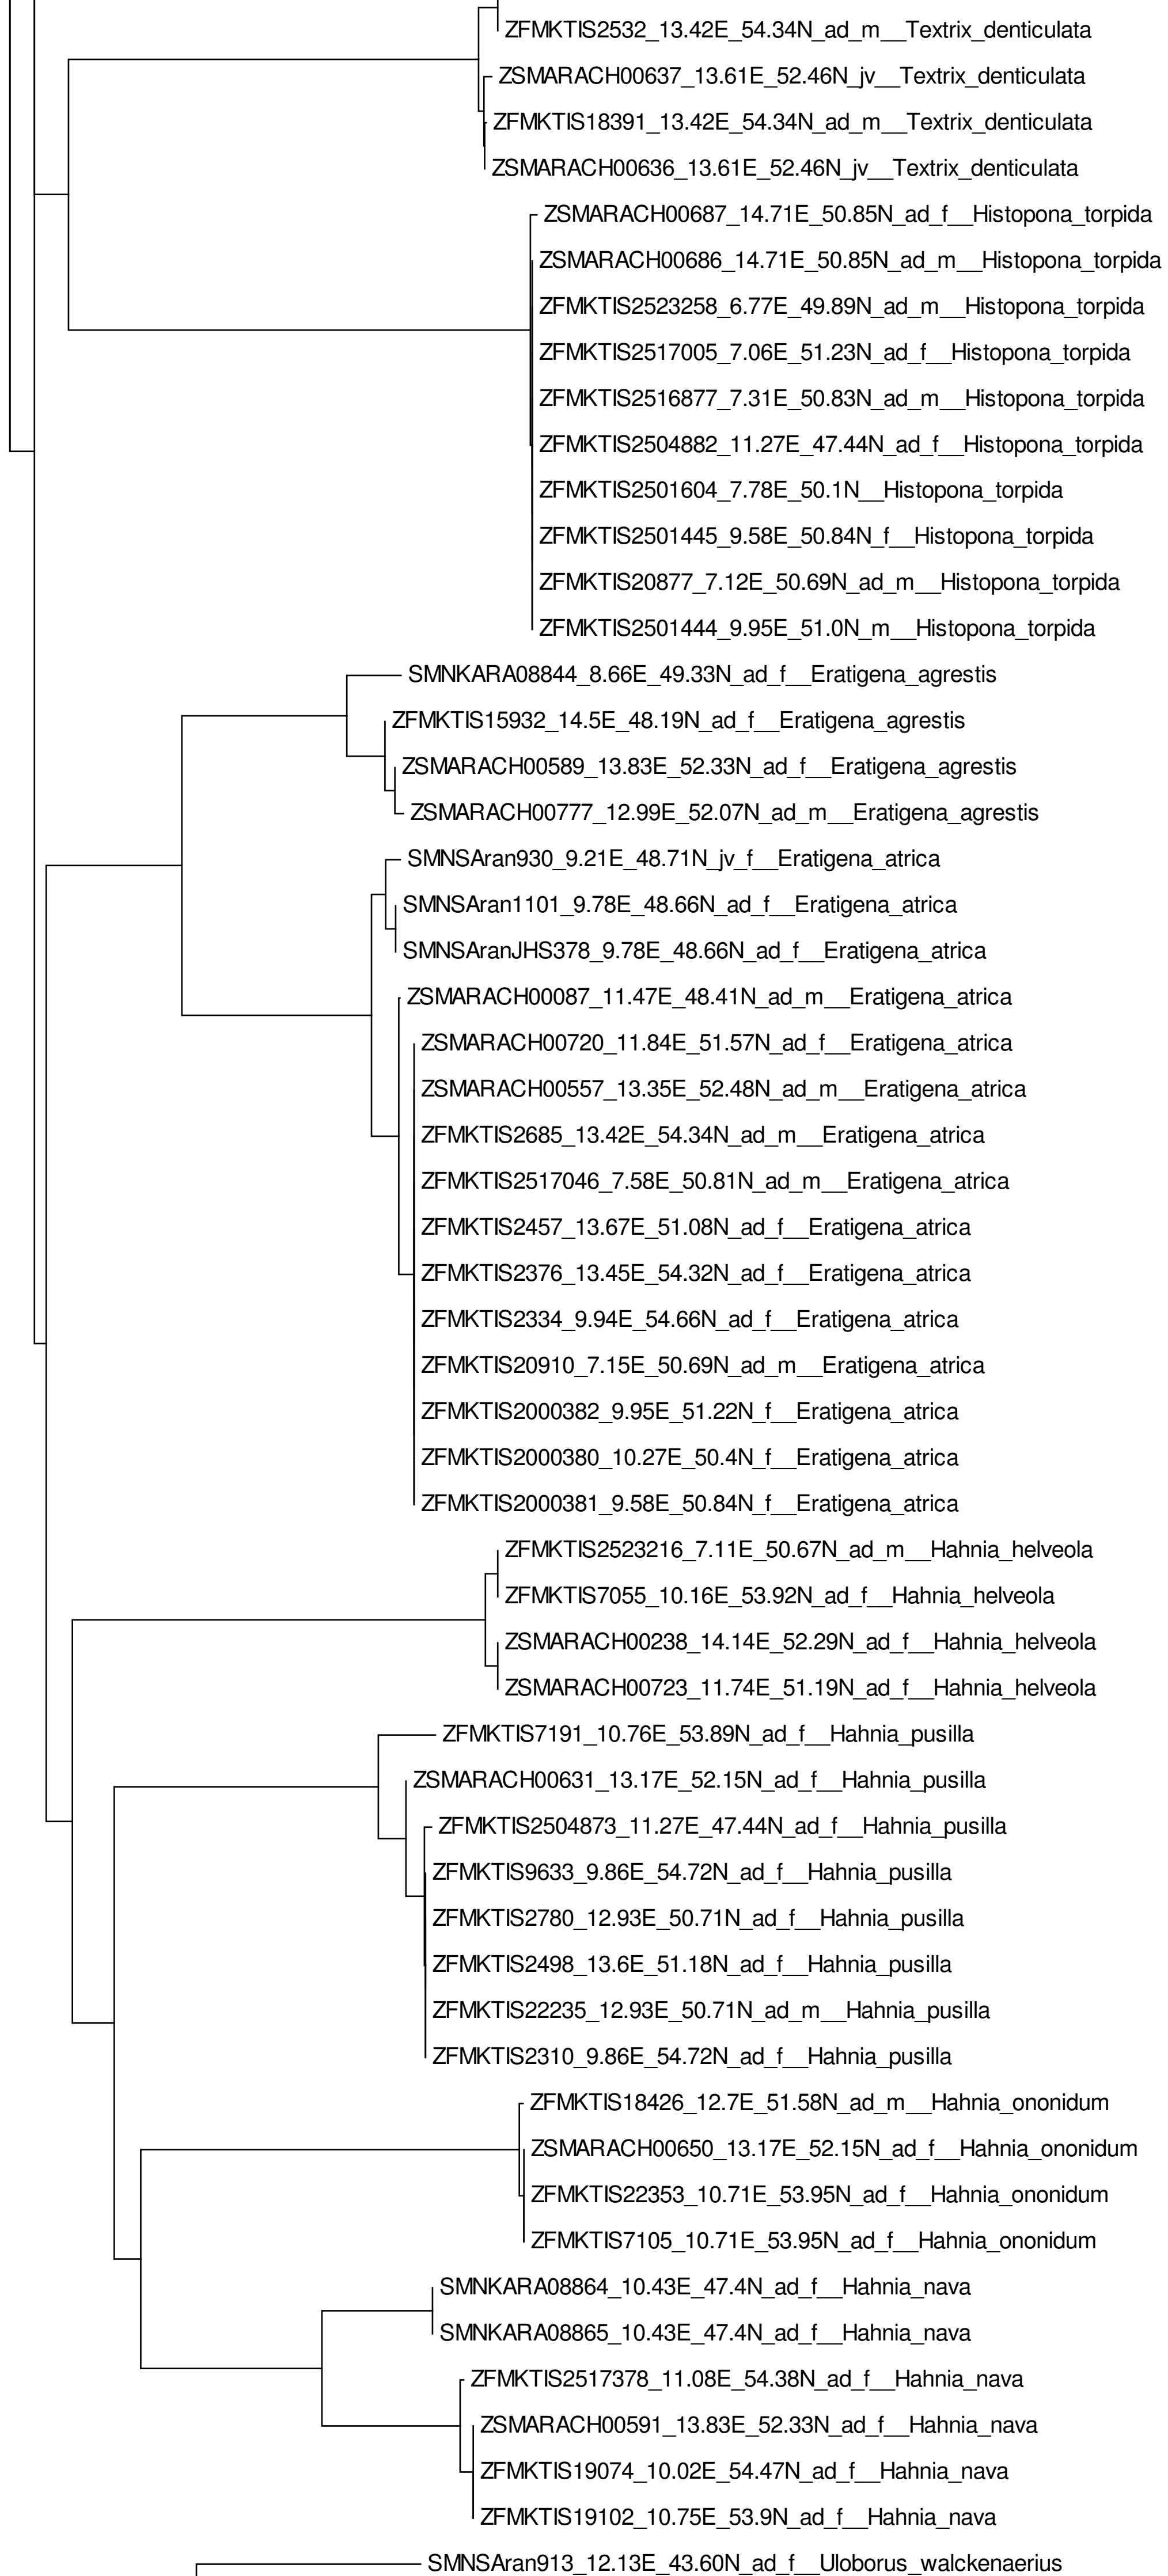 ZFMKTIS2532_13.42E_54.34N_ad_m__Textrix_denticulata
ZSMARACH00637_13.61E_52.46N_jv__Textrix_denticulata
ZFMKTIS18391_13.42E_54.34N_ad_m__Textrix_denticulata
ZSMARACH00636_13.61E_52.46N_jv__Textrix_denticulata
ZSMARACH00687_14.71E_50.85N_ad_f__Histopona_torpida
ZSMARACH00686_14.71E_50.85N_ad_m__Histopona_torpida
ZFMKTIS2523258_6.77E_49.89N_ad_m__Histopona_torpida
ZFMKTIS2517005_7.06E_51.23N_ad_f__Histopona_torpida
ZFMKTIS2516877_7.31E_50.83N_ad_m__Histopona_torpida
ZFMKTIS2504882_11.27E_47.44N_ad_f__Histopona_torpida
ZFMKTIS2501604_7.78E_50.1N__Histopona_torpida
ZFMKTIS2501445_9.58E_50.84N_f__Histopona_torpida
ZFMKTIS20877_7.12E_50.69N_ad_m__Histopona_torpida
ZFMKTIS2501444_9.95E_51.0N_m__Histopona_torpida
SMNKARA08844_8.66E_49.33N_ad_f__Eratigena_agrestis
ZFMKTIS15932_14.5E_48.19N_ad_f__Eratigena_agrestis
ZSMARACH00589_13.83E_52.33N_ad_f__Eratigena_agrestis
ZSMARACH00777_12.99E_52.07N_ad_m__Eratigena_agrestis
SMNSAran930_9.21E_48.71N_jv_f__Eratigena_atrica
SMNSAran1101_9.78E_48.66N_ad_f__Eratigena_atrica
SMNSAranJHS378_9.78E_48.66N_ad_f__Eratigena_atrica
ZSMARACH00087_11.47E_48.41N_ad_m__Eratigena_atrica
ZSMARACH00720_11.84E_51.57N_ad_f__Eratigena_atrica
ZSMARACH00557_13.35E_52.48N_ad_m__Eratigena_atrica
ZFMKTIS2685_13.42E_54.34N_ad_m__Eratigena_atrica
ZFMKTIS2517046_7.58E_50.81N_ad_m__Eratigena_atrica
ZFMKTIS2457_13.67E_51.08N_ad_f__Eratigena_atrica
ZFMKTIS2376_13.45E_54.32N_ad_f__Eratigena_atrica
ZFMKTIS2334_9.94E_54.66N_ad_f__Eratigena_atrica
ZFMKTIS20910_7.15E_50.69N_ad_m__Eratigena_atrica
ZFMKTIS2000382_9.95E_51.22N_f__Eratigena_atrica
ZFMKTIS2000380_10.27E_50.4N_f__Eratigena_atrica
ZFMKTIS2000381_9.58E_50.84N_f__Eratigena_atrica
ZFMKTIS2523216_7.11E_50.67N_ad_m__Hahnia_helveola
ZFMKTIS7055_10.16E_53.92N_ad_f__Hahnia_helveola
ZSMARACH00238_14.14E_52.29N_ad_f__Hahnia_helveola
ZSMARACH00723_11.74E_51.19N_ad_f__Hahnia_helveola
ZFMKTIS7191_10.76E_53.89N_ad_f__Hahnia_pusilla
ZSMARACH00631_13.17E_52.15N_ad_f__Hahnia_pusilla
ZFMKTIS2504873_11.27E_47.44N_ad_f__Hahnia_pusilla
ZFMKTIS9633_9.86E_54.72N_ad_f__Hahnia_pusilla
ZFMKTIS2780_12.93E_50.71N_ad_f__Hahnia_pusilla
ZFMKTIS2498_13.6E_51.18N_ad_f__Hahnia_pusilla
ZFMKTIS22235_12.93E_50.71N_ad_m__Hahnia_pusilla
ZFMKTIS2310_9.86E_54.72N_ad_f__Hahnia_pusilla
ZFMKTIS18426_12.7E_51.58N_ad_m__Hahnia_ononidum
ZSMARACH00650_13.17E_52.15N_ad_f__Hahnia_ononidum
ZFMKTIS22353_10.71E_53.95N_ad_f__Hahnia_ononidum
ZFMKTIS7105_10.71E_53.95N_ad_f__Hahnia_ononidum
SMNKARA08864_10.43E_47.4N_ad_f__Hahnia_nava
SMNKARA08865_10.43E_47.4N_ad_f__Hahnia_nava
ZFMKTIS2517378_11.08E_54.38N_ad_f__Hahnia_nava
ZSMARACH00591_13.83E_52.33N_ad_f__Hahnia_nava
ZFMKTIS19074_10.02E_54.47N_ad_f__Hahnia_nava
ZFMKTIS19102_10.75E_53.9N_ad_f__Hahnia_nava
SMNSAran913_12.13E_43.60N_ad_f__Uloborus_walckenaerius